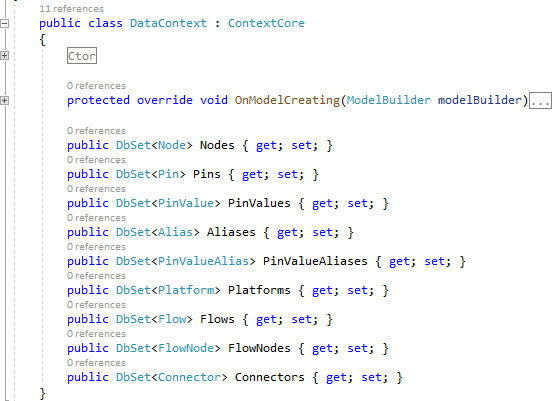 11 references
public class DataContext : ContextCore
{
Ctor
0 references
protected override void OnModelCreating(ModelBuilder modelBuilder)...
0 references
public DbSet<Node> Nodes { get; set; }
0 references
public DbSet<Pin> Pins { get; set; }
0 references
public DbSet<PinValue> PinValues { get; set; }
0 references
public DbSet<Alias> Aliases { get; set; }
0 references
public DbSet<PinValueAlias> PinValueAliases { get; set; }
0 references
public DbSet<Platform> Platforms { get; set; }
0 references
public DbSet<Flow> Flows { get; set; }
0 references
public DbSet<FlowNode> FlowNodes { get; set; }
0 references
public DbSet<Connector> Connectors { get; set; }
}